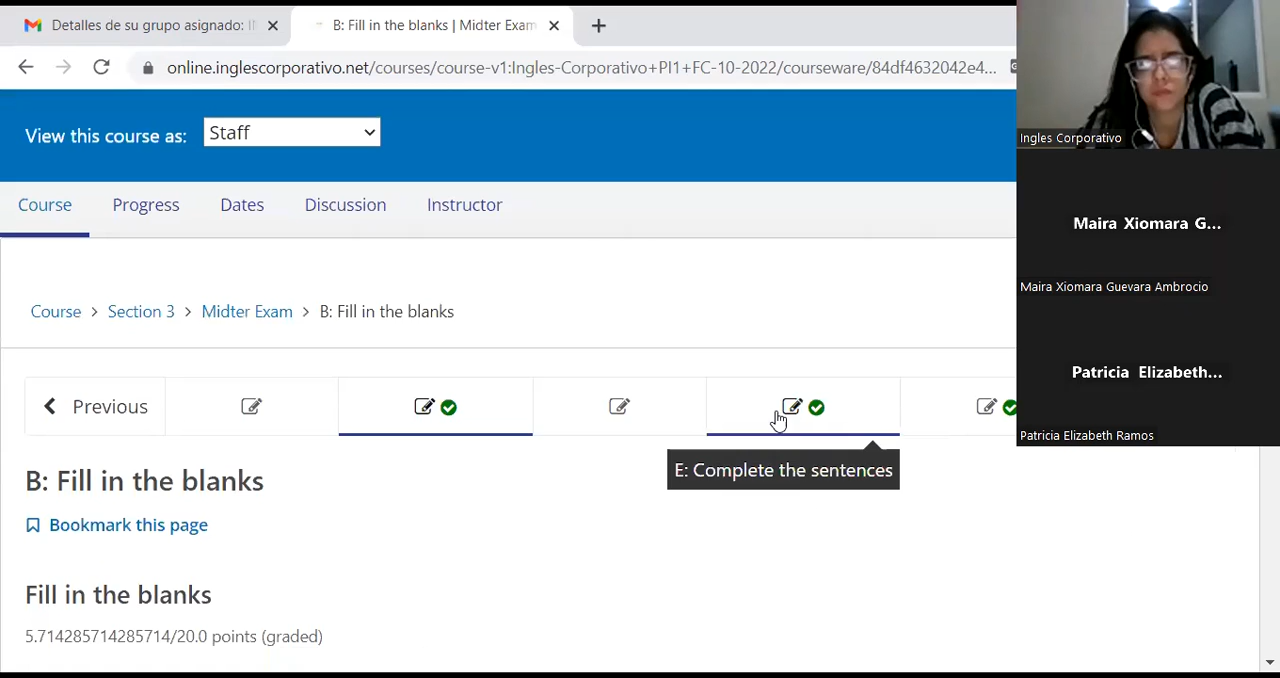 Detalles de su grupo asignado: I
B: Fill in the blanks | Midter Exam
online.inglescorporativo.net/courses/course-v1:Ingles-Corporativo+PI1+FC-10-2022/courseware/84df4632042e4...
View this course as:
Staff
Course
Progress
Dates
Discussion
Instructor
Course > Section 3 > Midter Exam > B: Fill in the blanks
Previous
E: Complete the sentences
B: Fill in the blanks
Bookmark this page
Fill in the blanks
5.714285714285714/20.0 points (graded)
Ingles Corporativo
Maira Xiomara G...
Maira Xiomara Guevara Ambrocio
Patricia Elizabeth...
Patricia Elizabeth Ramos